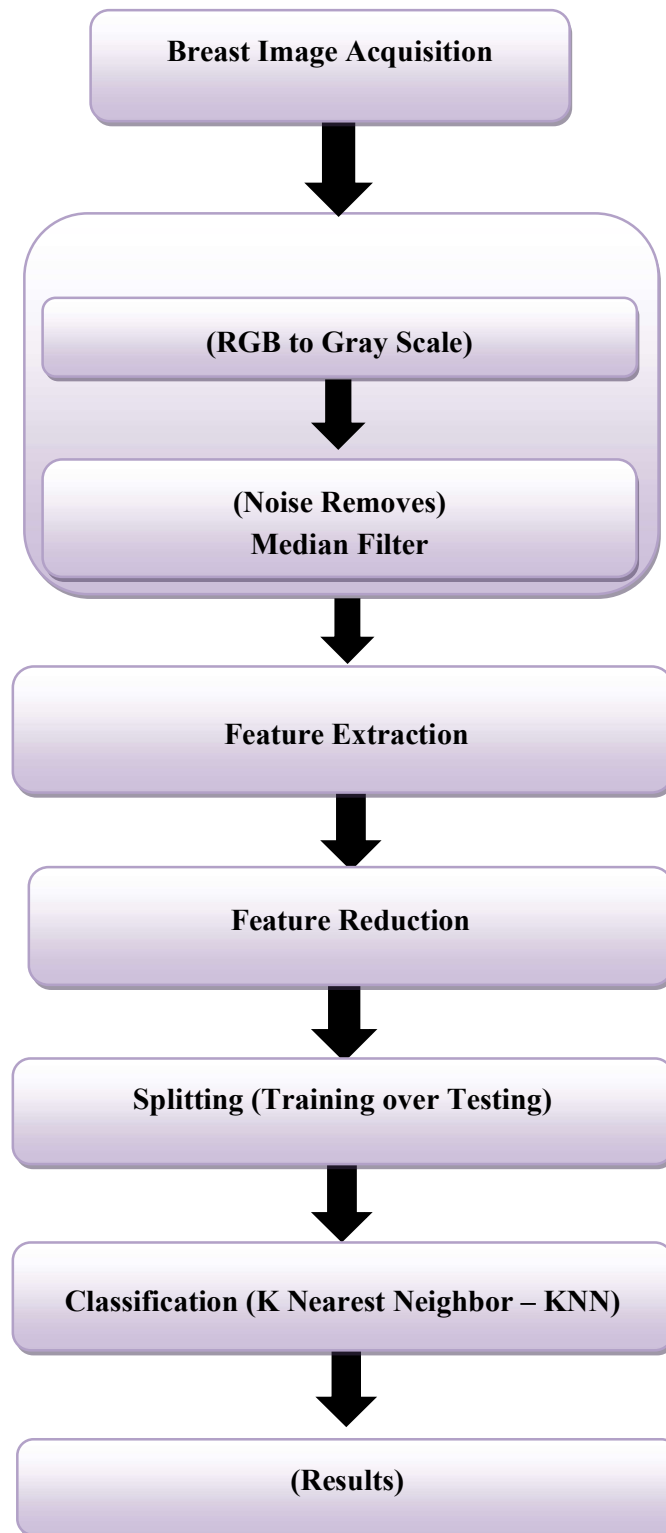 Breast Image Acquisition
(RGB to Gray Scale)
(Noise Removes)
Median Filter
Feature Extraction
Feature Reduction
Splitting (Training over Testing)
Classification (K Nearest Neighbor – KNN)
(Results)